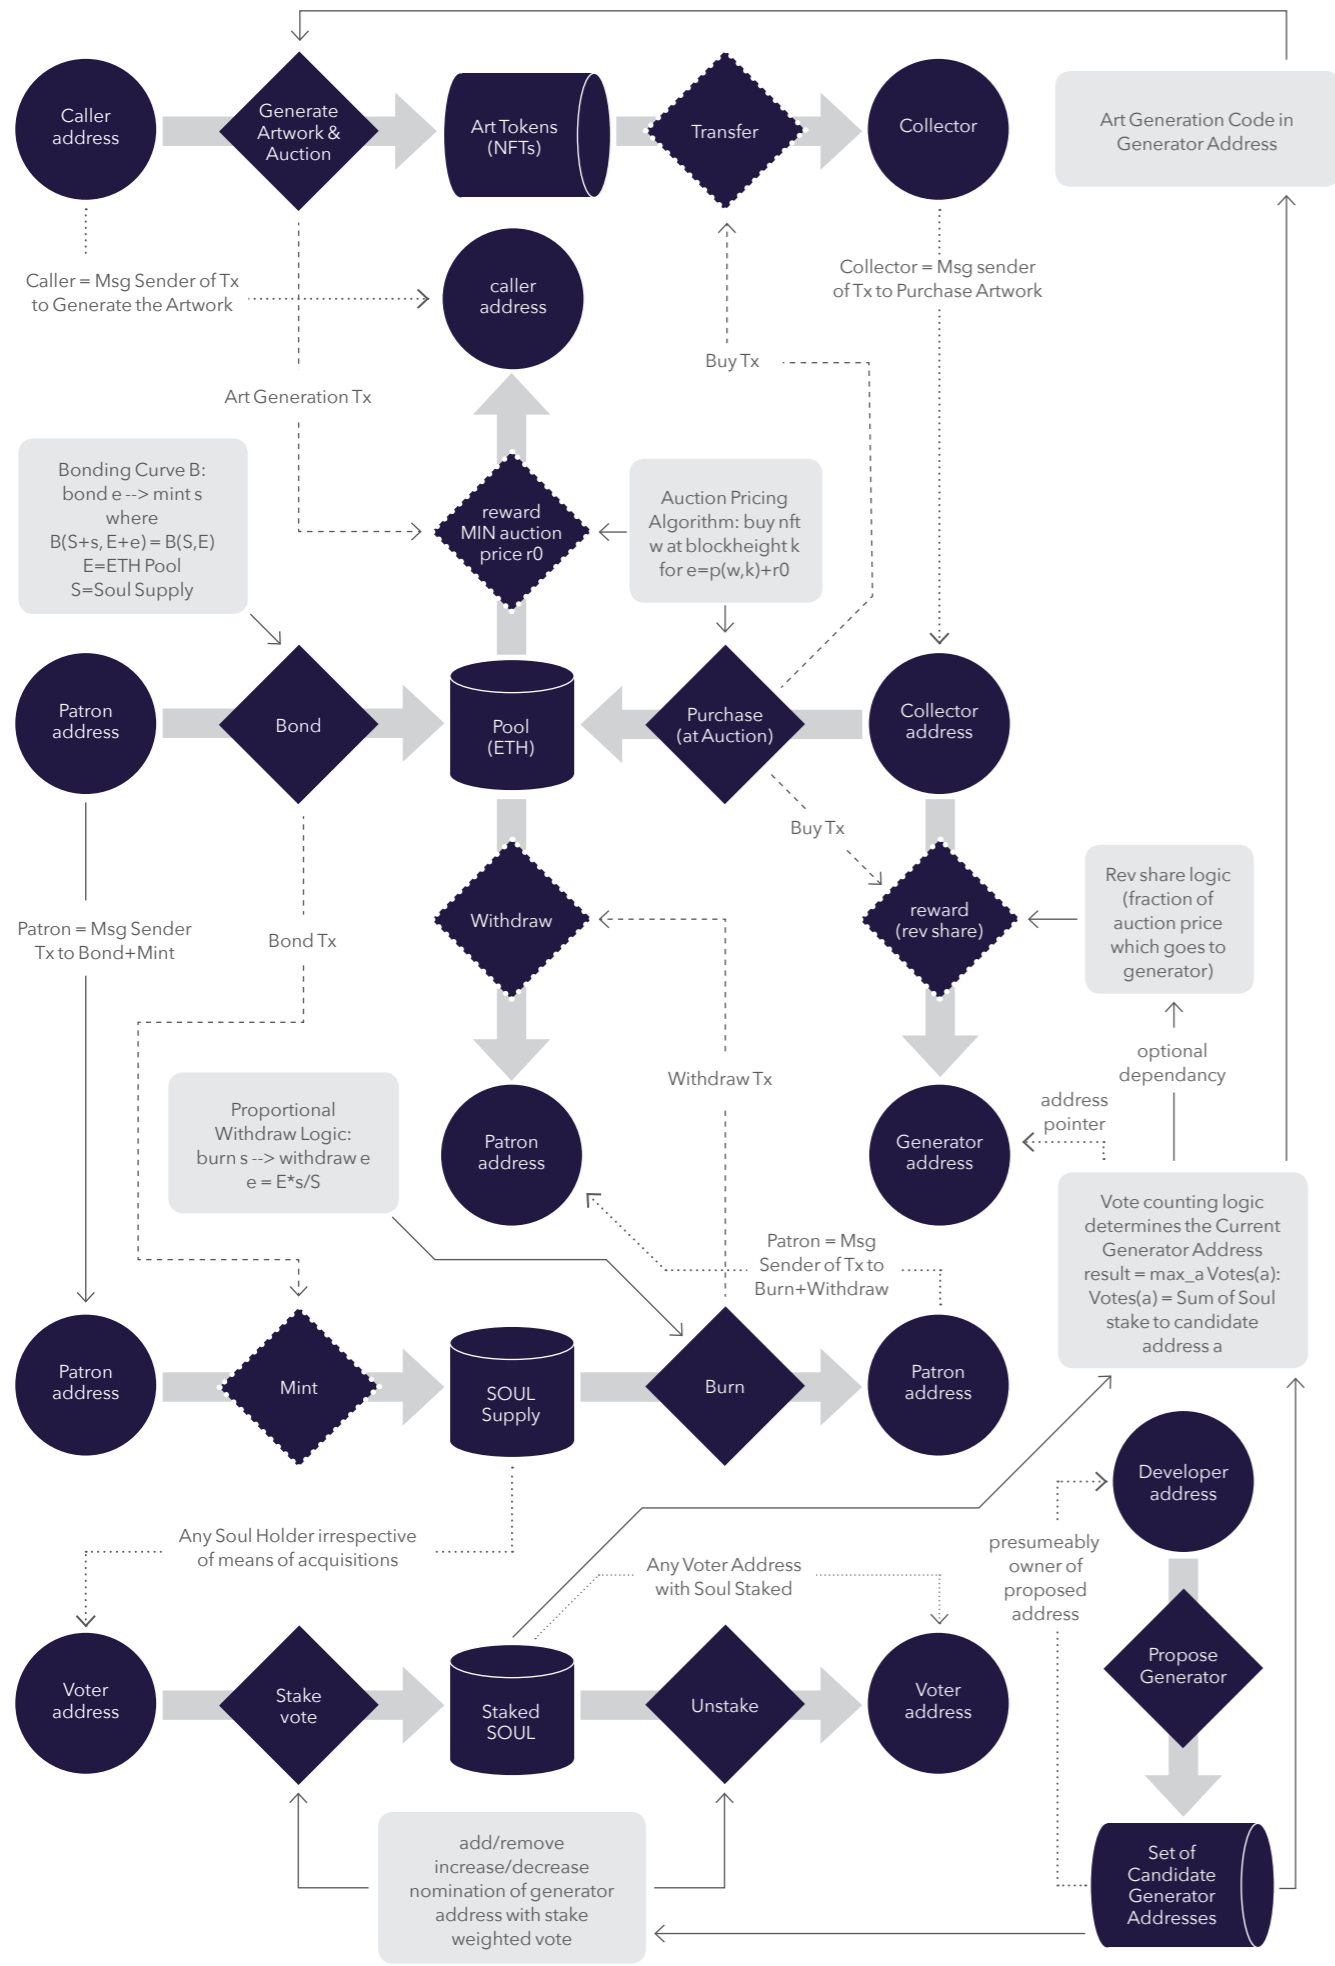 Caller
address
Generate
Artwork &
Auction
Art Tokens
(NFTs)
Transfer
Collector
Art Generation Code in
Generator Address
Caller = Msg Sender of Tx
to Generate the Artwork
caller
address
Collector = Msg sender
of Tx to Purchase Artwork
Buy Tx
Art Generation Tx
Bonding Curve B:
bond e --> mint s
where
B(S+s, E+e) = B(S,E)
E=ETH Pool
S=Soul Supply
reward
MIN auction
price r0
Auction Pricing
Algorithm: buy nft
w at blockheight k
for e=p(w,k)+r0
Patron
address
Bond
Pool
(ETH)
Purchase
(at Auction)
Collector
address
Buy Tx
Patron = Msg Sender
Tx to Bond+Mint
Bond Tx
Withdraw
reward
(rev share)
Rev share logic
(fraction of
auction price
which goes to
generator)
optional
dependancy
Withdraw Tx
address
pointer
Proportional
Withdraw Logic:
burn s --> withdraw e
e = E*s/S
Patron
address
Generator
address
Vote counting logic
determines the Current
Generator Address
result = max_a Votes(a):
Votes(a) = Sum of Soul
stake to candidate
address a
Patron = Msg
Sender of Tx to
Burn+Withdraw
Patron
address
Mint
SOUL
Supply
Burn
Patron
address
Developer
address
Any Soul Holder irrespective
of means of acquisitions
Any Voter Address
with Soul Staked
presumeably
owner of
proposed
address
Voter
address
Stake
vote
Staked
SOUL
Unstake
Voter
address
Propose
Generator
add/remove
increase/decrease
nomination of generator
address with stake
weighted vote
Set of
Candidate
Generator
Addresses